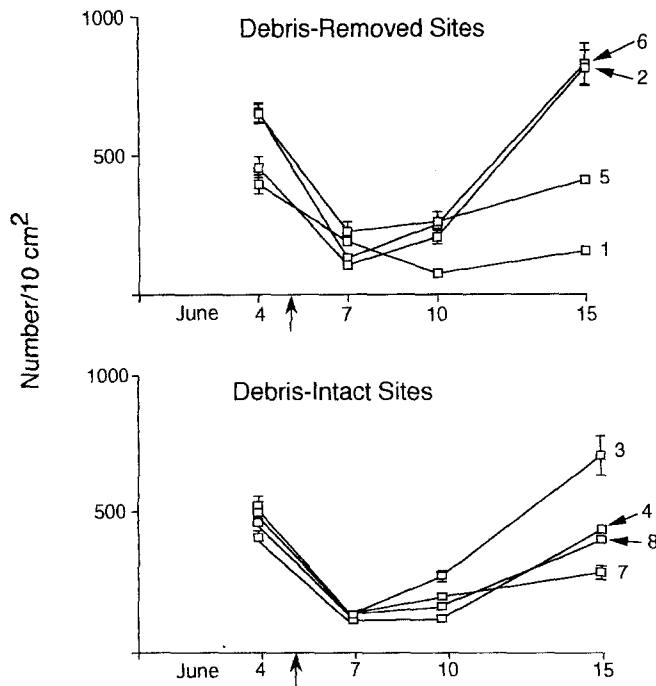 Number/10 cm²
Debris-Removed Sites
1000
500
6
2
5
1
June 4 7 10 15
Debris-Intact Sites
1000
500
3
4
8
7
June 4 7 10 15